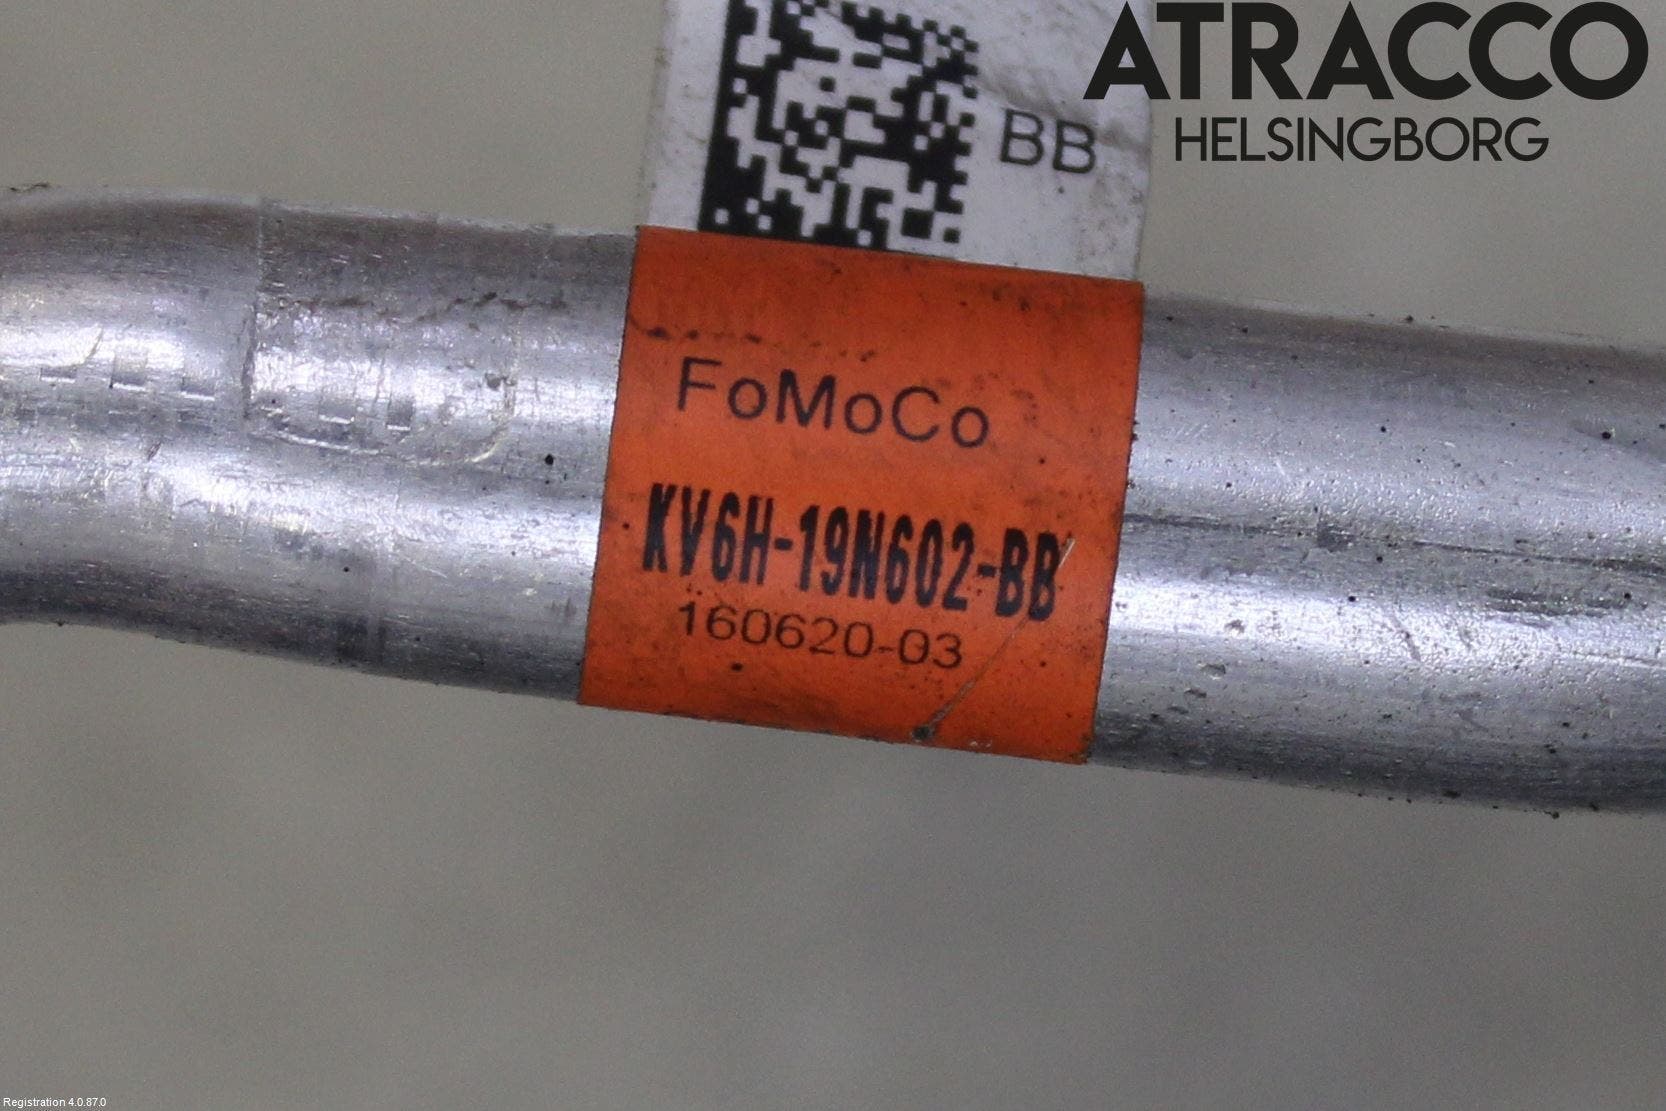 ATRACCO
HELSINGBORG
BB
FoMoCo
KV6H-19N602-BB
160620-03
Registration 4.0.87.0